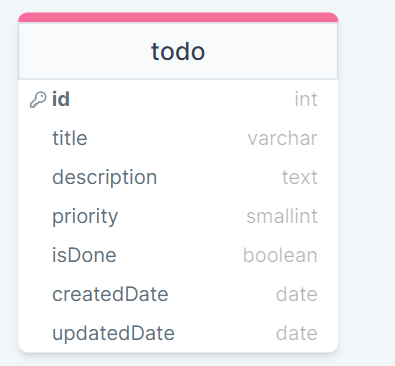 todo
id int
title varchar
description text
priority smallint
isDone boolean
createdDate date
updatedDate date